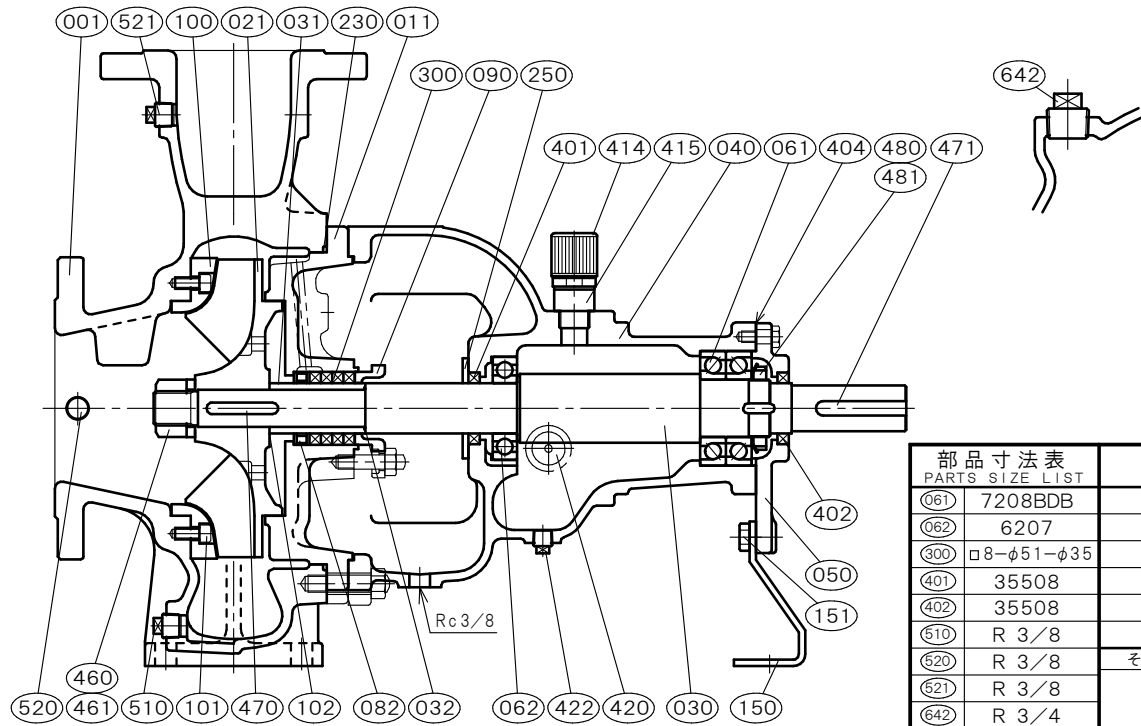 001 521 100 021 031 230 011
300 090 250
642
401 414 415 040 061 404 480 471
481
402
050
151
Rc3/8
460
520 461 510 101 470 102 082 032 062 422 420 030 150
部品寸法表
PARTS SIZE LIST
061 7208BDB
062 6207
300 □8-φ51-φ35
401 35508
402 35508
510 R 3/8
520 R 3/8
521 R 3/8
642 R 3/4
そ